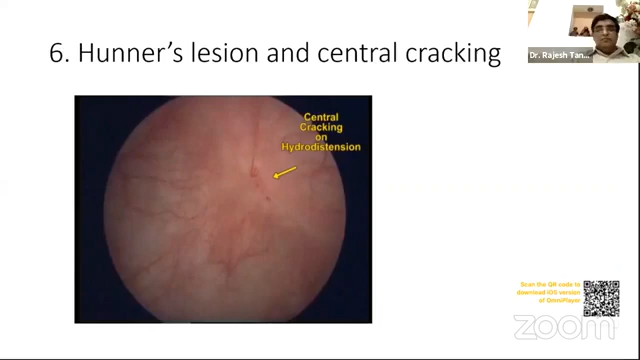 6. Hunner's lesion and central cracking
Dr. Rajesh Tan...
Central
Cracking
on
Hydrodistension
Scan the QR code to
download iOS version
of OmniPlayer
zoom